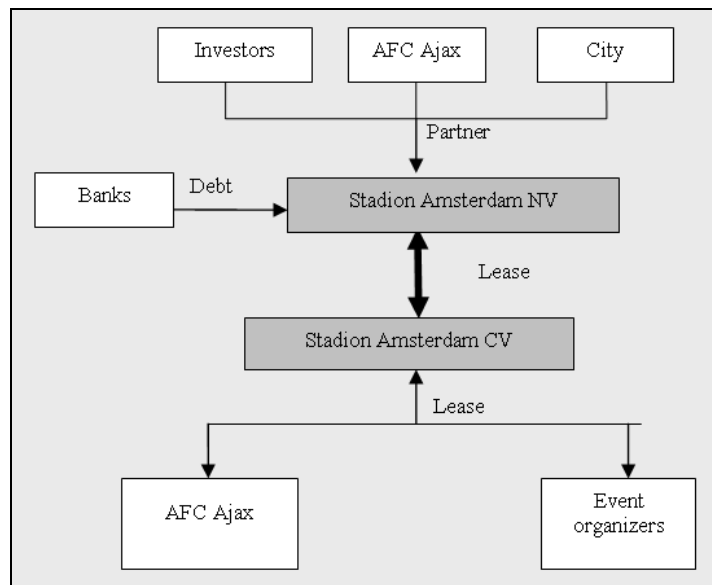 Investors
AFC Ajax
City
Partner
Banks
Debt
Stadion Amsterdam NV
Lease
Stadion Amsterdam CV
Lease
AFC Ajax
Event
organizers